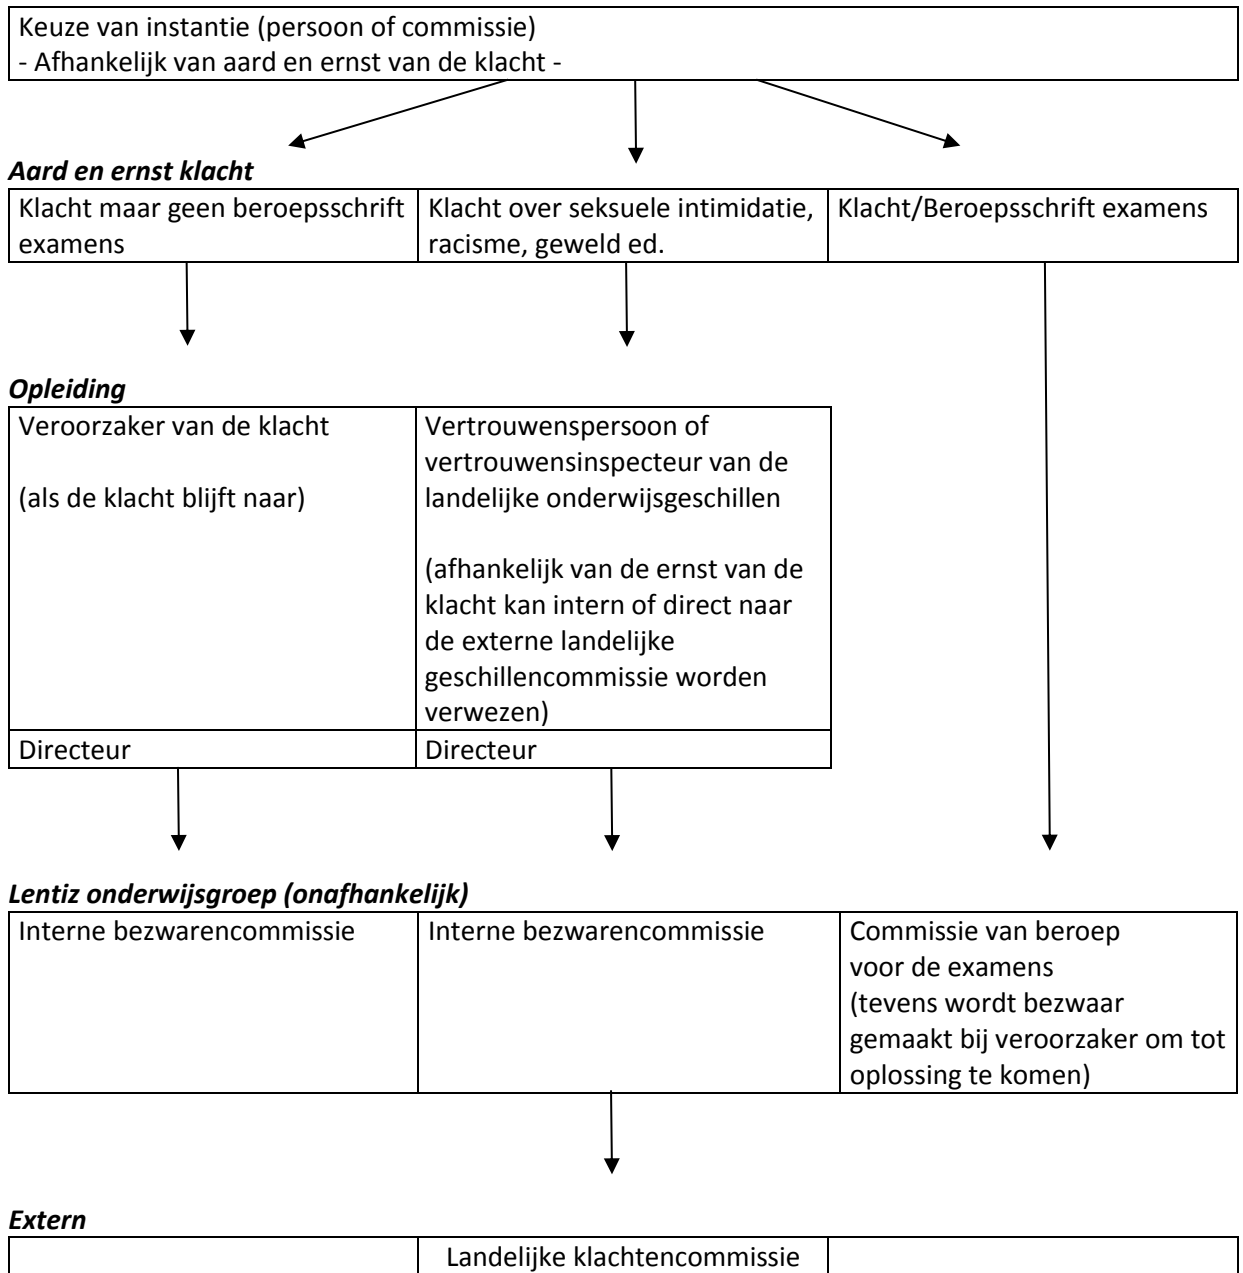 Keuze van instantie (persoon of commissie)
- Afhankelijk van aard en ernst van de klacht -
Aard en ernst klacht
Klacht maar geen beroepsschrift
examens
Klacht over seksuele intimidatie,
racisme, geweld ed.
Klacht/Beroepsschrift examens
Opleiding
Veroorzaker van de klacht
(als de klacht blijft naar)
Vertrouwenspersoon of
vertrouwensinspecteur van de
landelijke onderwijsgeschillen
(afhankelijk van de ernst van de
klacht kan intern of direct naar
de externe landelijke
geschillencommissie worden
verwezen)
Directeur
Directeur
Lentiz onderwijsgroep (onafhankelijk)
Interne bezwarencommissie
Interne bezwarencommissie
Commissie van beroep
voor de examens
(tevens wordt bezwaar
gemaakt bij veroorzaker om tot
oplossing te komen)
Extern
Landelijke klachtencommissie